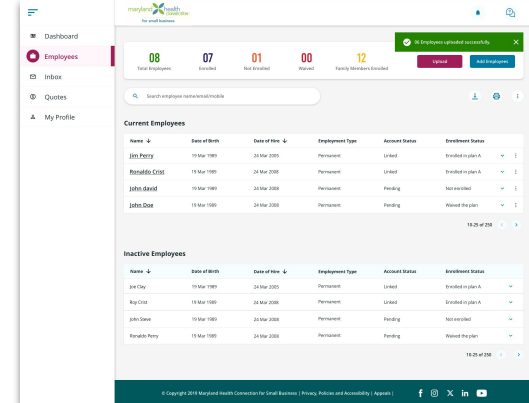 maryland health
connection
for small business
Dashboard
Employees
Inbox
Quotes
My Profile
06 Employees uploaded successfully.
08 07 01 00 12
Total Employees Enrolled Not Enrolled Waived Family Members Enrolled
Upload Add Employees
Search employee name/email/mobile
Current Employees
Name Date of Birth Date of Hire Employment Type Account Status Enrollment Status
Jim Perry 19 Mar 1989 24 Mar 2005 Permanent Linked Enrolled in plan A
Ronaldo Crist 19 Mar 1989 24 Mar 2008 Permanent Linked Enrolled in plan A
John david 19 Mar 1989 24 Mar 2008 Permanent Pending Not enrolled
John Doe 19 Mar 1989 24 Mar 2008 Permanent Pending Waived the plan
10-25 of 250
Inactive Employees
Name Date of Birth Date of Hire Employment Type Account Status Enrollment Status
Joe Clay 19 Mar 1989 24 Mar 2005 Permanent Linked Enrolled in plan A
Roy Crist 19 Mar 1989 24 Mar 2008 Permanent Linked Enrolled in plan A
John Steve 19 Mar 1989 24 Mar 2008 Permanent Pending Not enrolled
Ronaldo Perry 19 Mar 1989 24 Mar 2008 Permanent Pending Waived the plan
10-25 of 250
© Copyright 2019 Maryland Health Connection for Small Business | Privacy, Policies and Accessibility | Appeals |